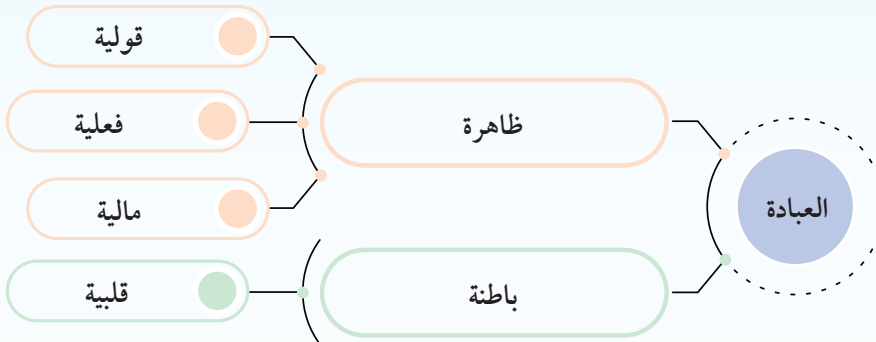 العبادة
ظاهرة
قولية
فعلية
مالية
باطنة
قلبية